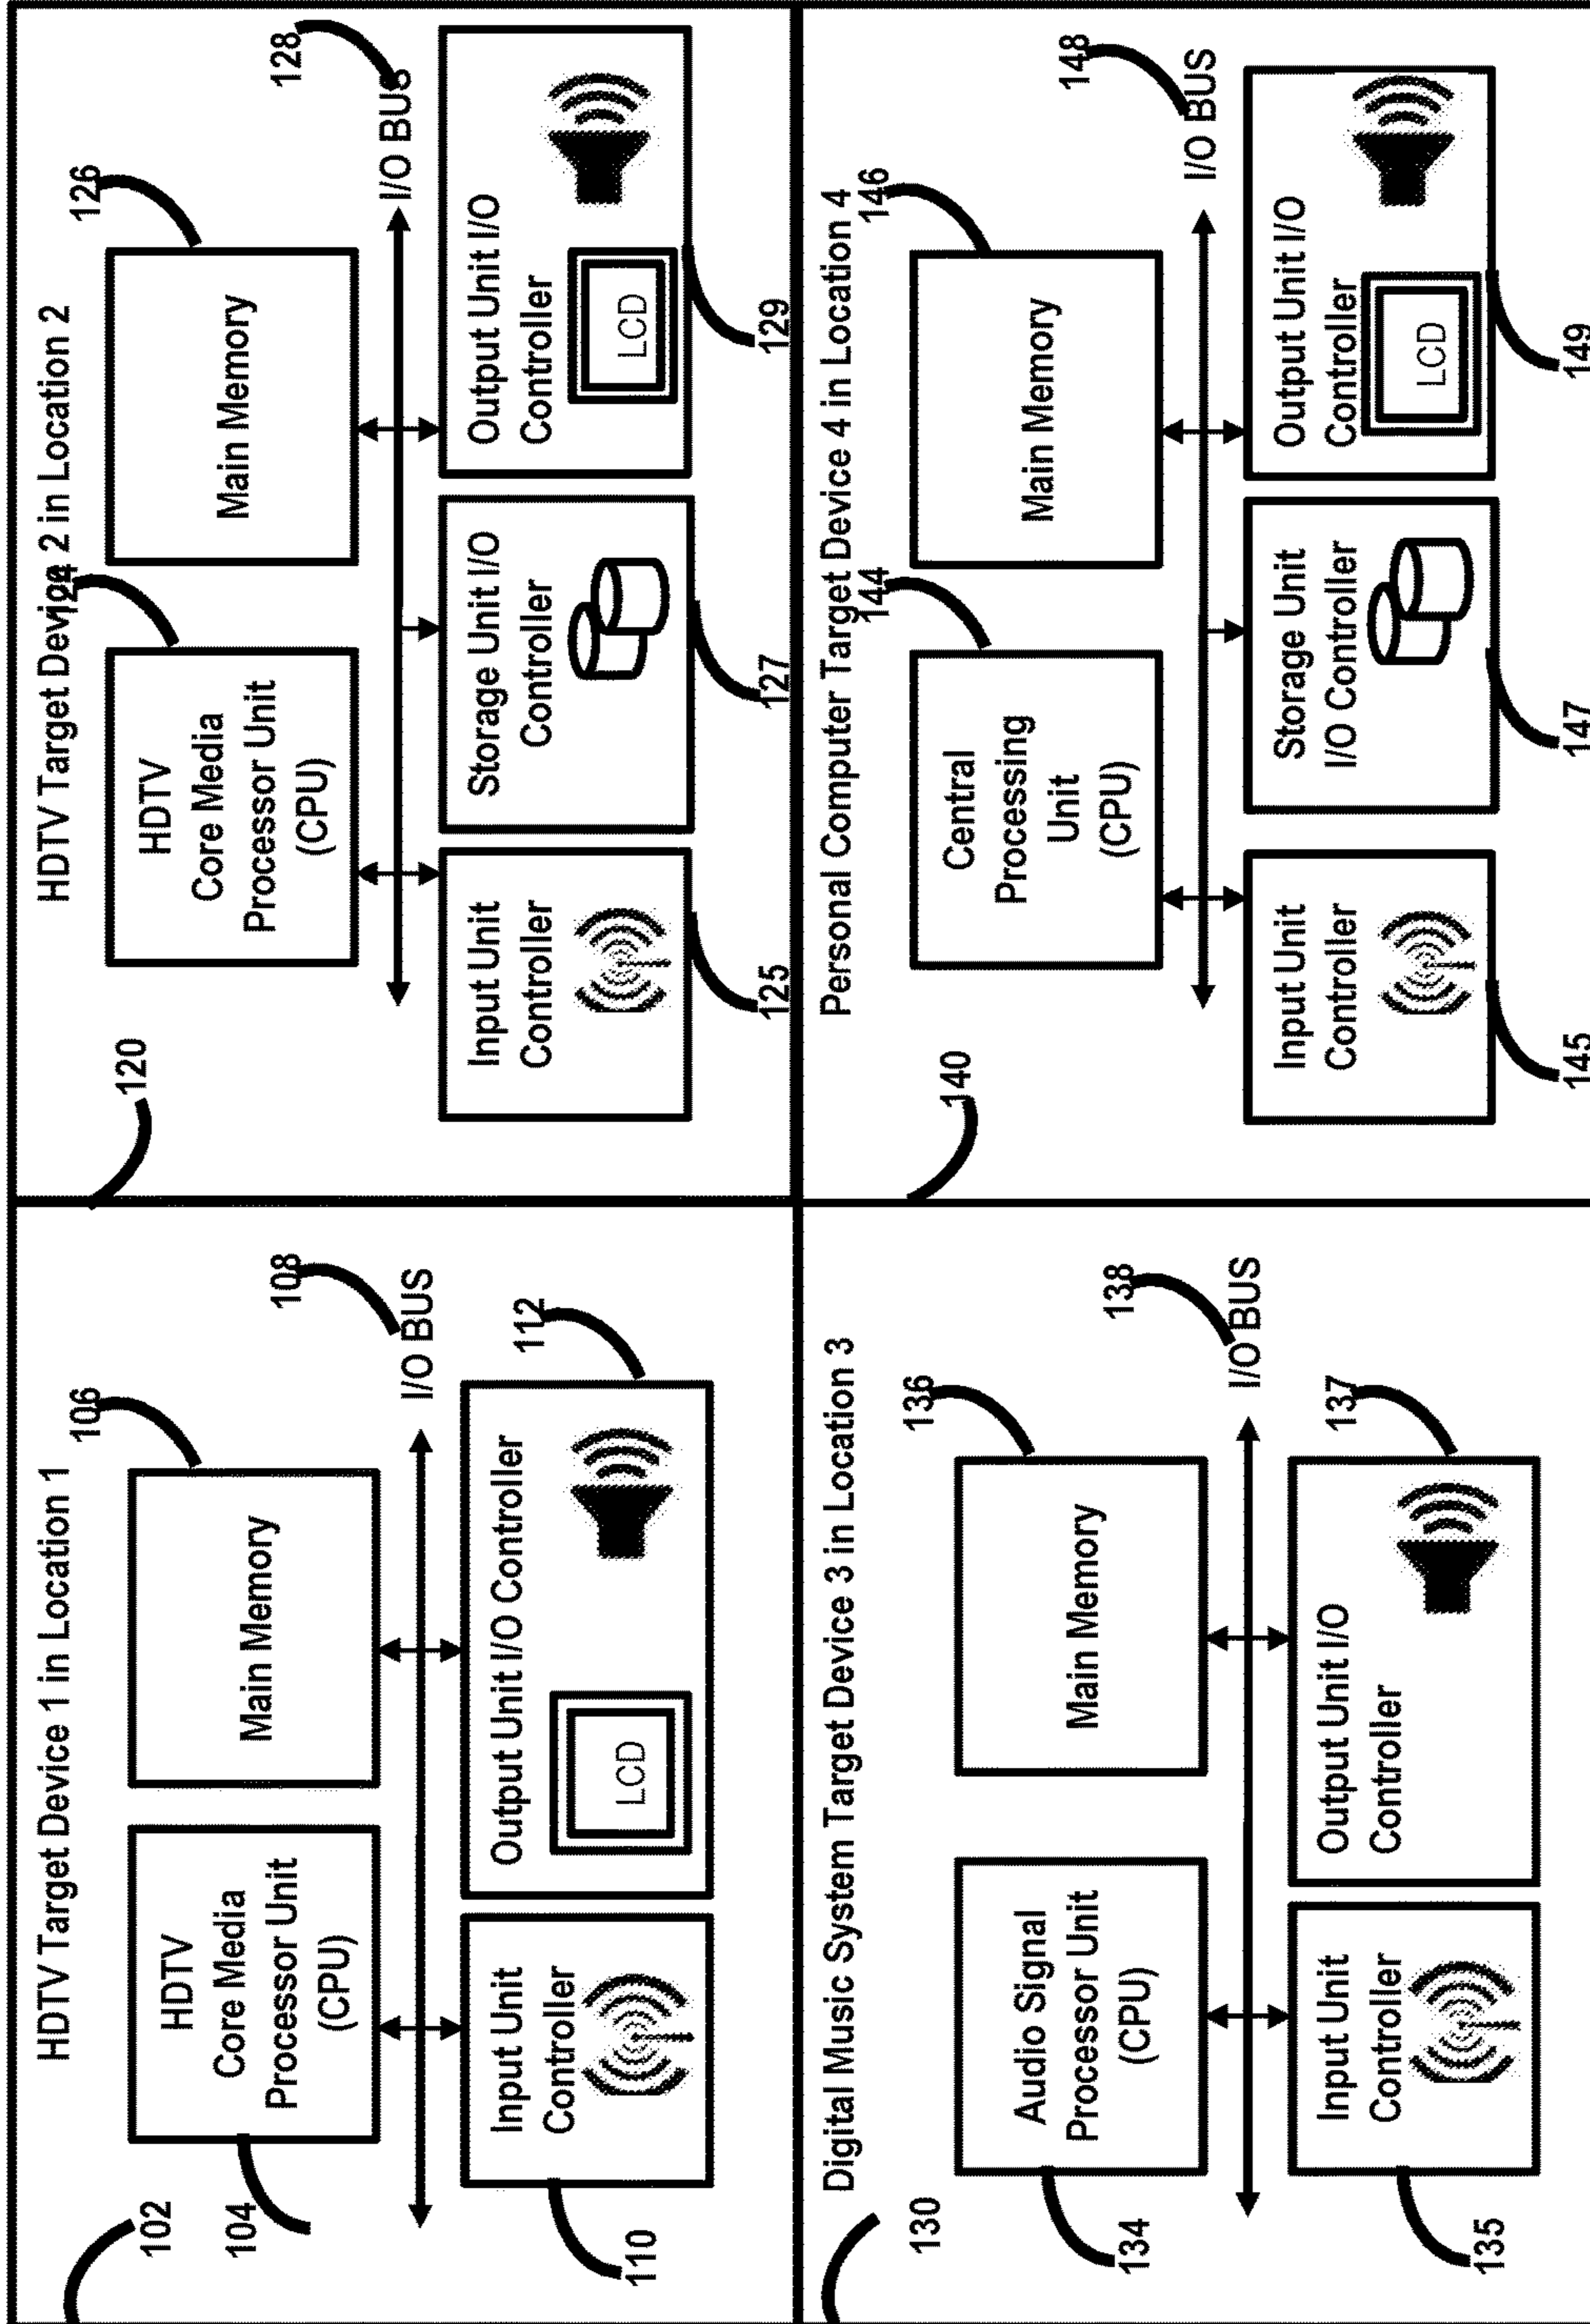 HDTV Target Device 1 in Location 1
102
104
HDTV
Core Media
Processor Unit
(CPU)
106
Main Memory
108
I/O BUS
110
Input Unit
Controller
112
Output Unit I/O Controller
LCD
HDTV Target Device 2 in Location 2
120
124
HDTV
Core Media
Processor Unit
(CPU)
126
Main Memory
128
I/O BUS
Input Unit
Controller
125
Storage Unit I/O
Controller
127
Output Unit I/O
Controller
LCD
129
Digital Music System Target Device 3 in Location 3
130
134
Audio Signal
Processor Unit
(CPU)
136
Main Memory
138
I/O BUS
135
Input Unit
Controller
137
Output Unit I/O
Controller
Personal Computer Target Device 4 in Location 4
140
144
Central
Processing
Unit
(CPU)
146
Main Memory
148
I/O BUS
Input Unit
Controller
145
Storage Unit
I/O Controller
147
Output Unit I/O
Controller
LCD
149